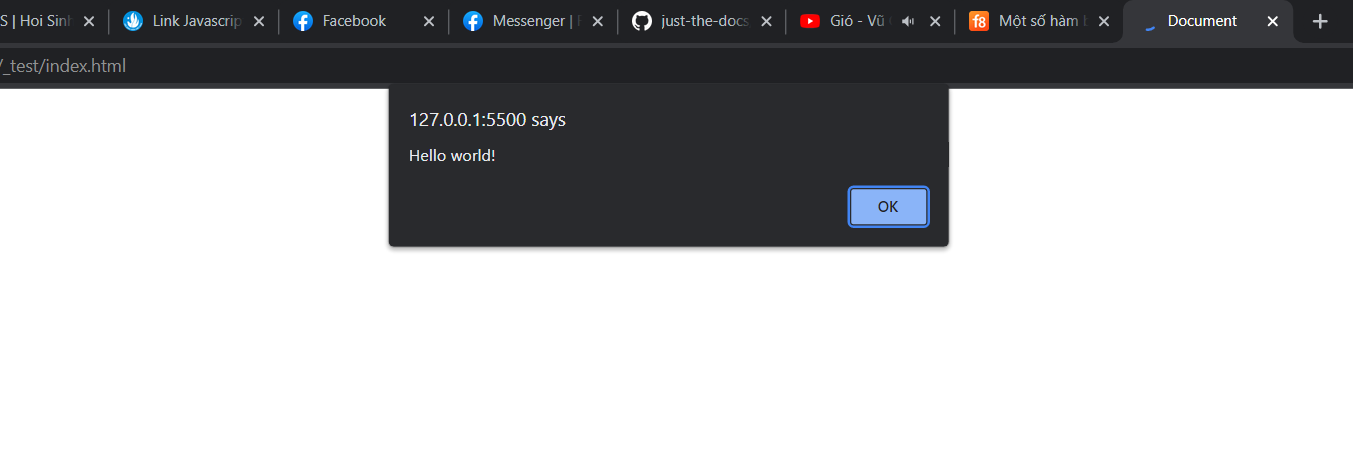 S | Hoi Sinh
Link Javascrip
Facebook
Messenger |
just-the-docs
Gió - Vũ
f8
Một số hàm
Document
/_test/index.html
127.0.0.1:5500 says
Hello world!
OK